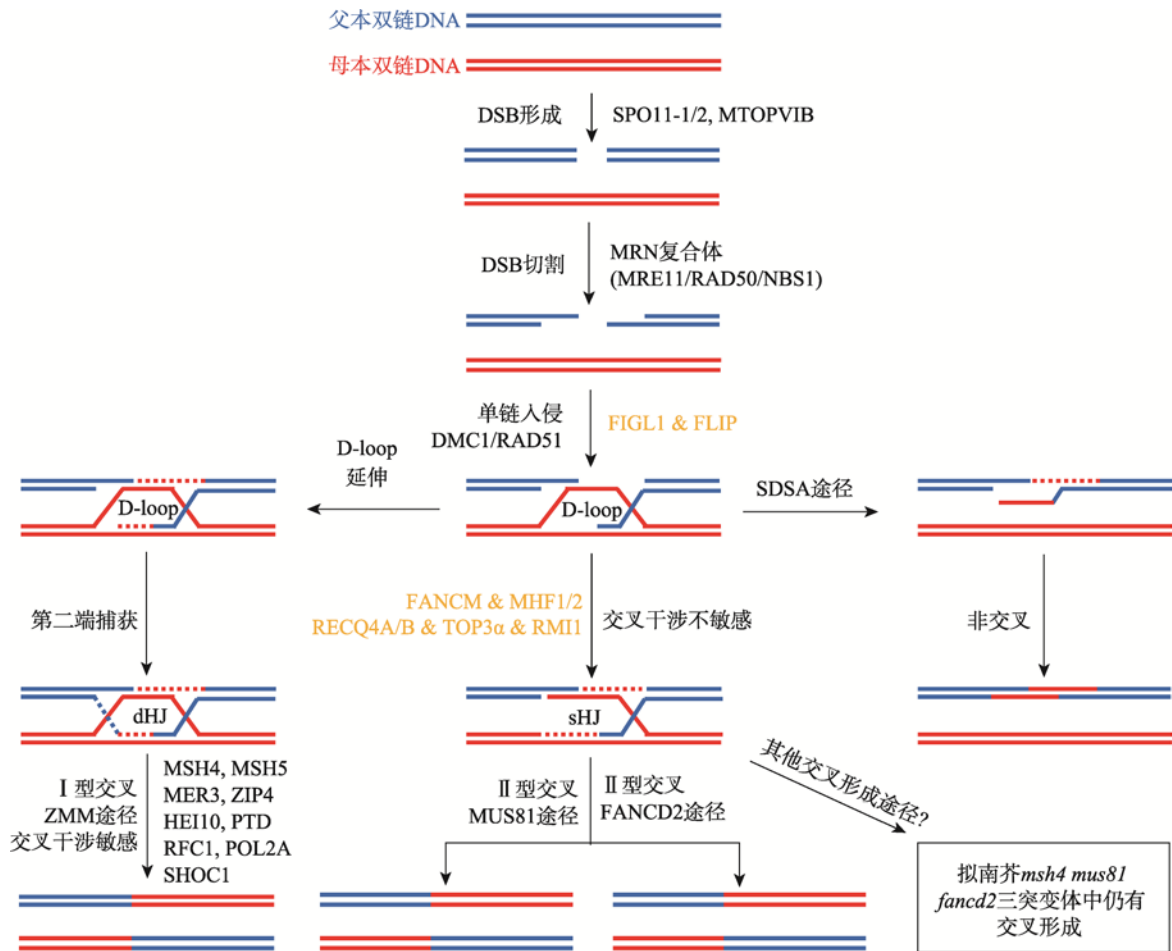 父本双链DNA
母本双链DNA
DSB形成
SPO11-1/2, MTOPVIB
DSB切割
MRN复合体
(MRE11/RAD50/NBS1)
单链入侵
DMC1/RAD51
FIGL1 & FLIP
D-loop
延伸
SDSA途径
D-loop
D-loop
第二端捕获
FANCM & MHF1/2
RECQ4A/B & TOP3α & RMI1
交叉干涉不敏感
非交叉
dHJ
sHJ
Ⅰ型交叉
ZMM途径
交叉干涉敏感
MSH4, MSH5
MER3, ZIP4
HEI10, PTD
RFC1, POL2A
SHOC1
Ⅱ型交叉
MUS81途径
Ⅱ型交叉
FANCD2途径
其他交叉形成途径?
拟南芥msh4 mus81
fancd2三突变体中仍有
交叉形成